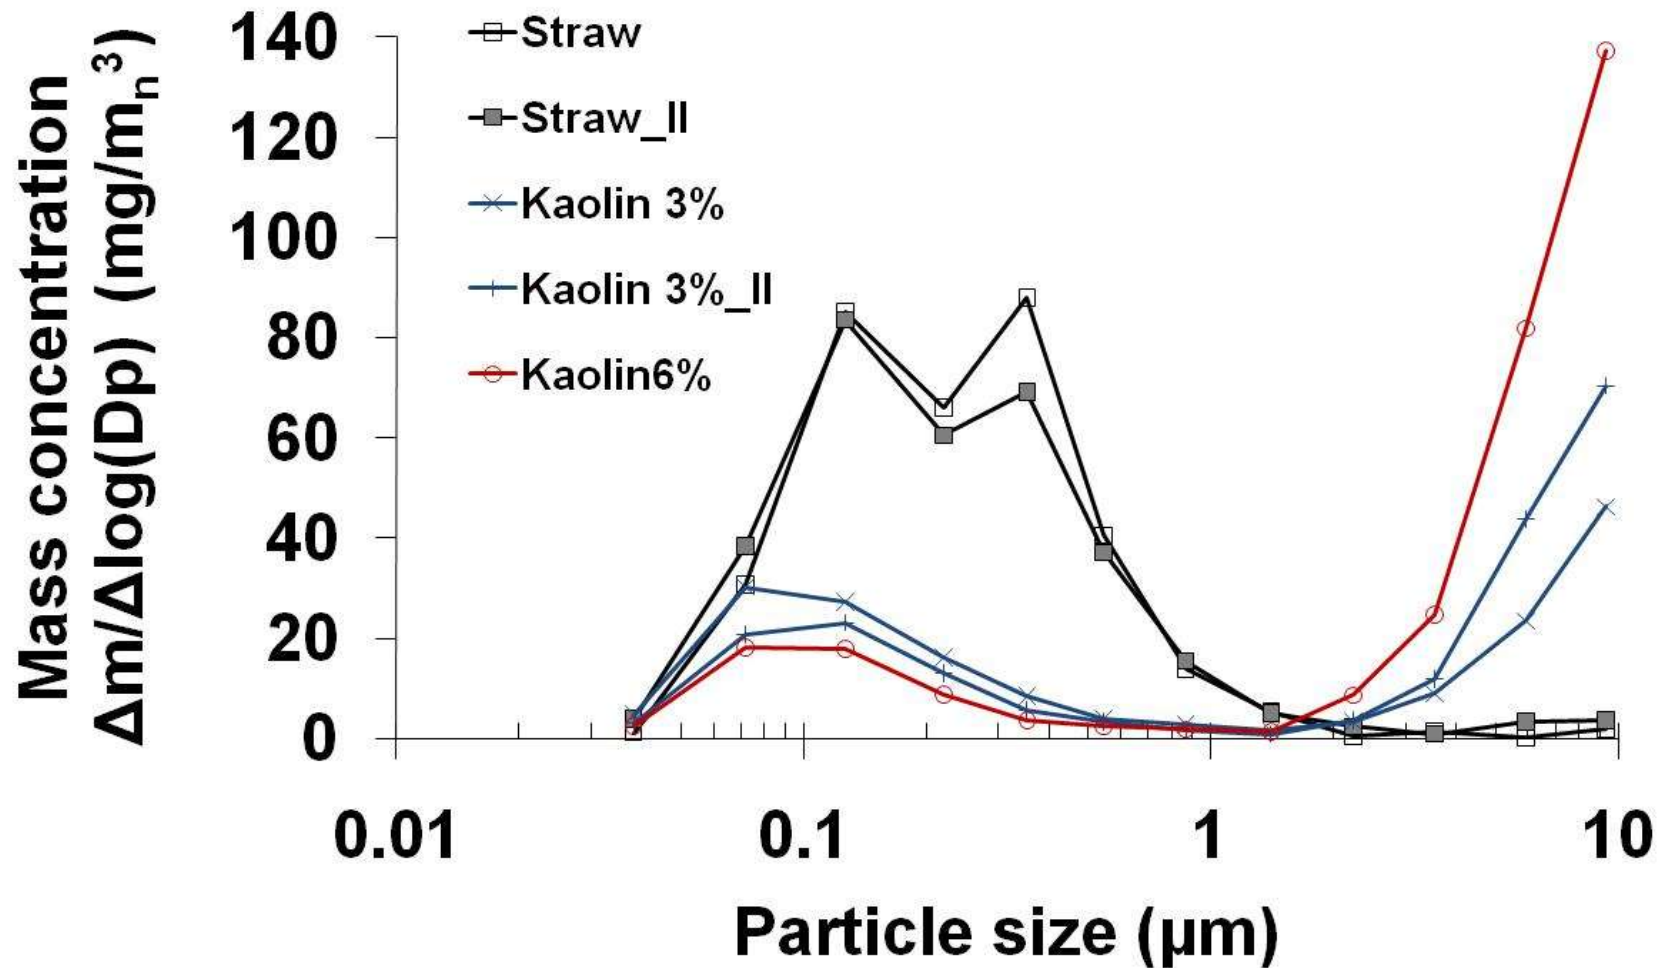 Mass concentration
Δm/Δlog(Dp) (mg/mn3)
140
120
100
80
60
40
20
0
Straw
Straw_II
Kaolin 3%
Kaolin 3%_II
Kaolin6%
0.01 0.1 1 10
Particle size (µm)